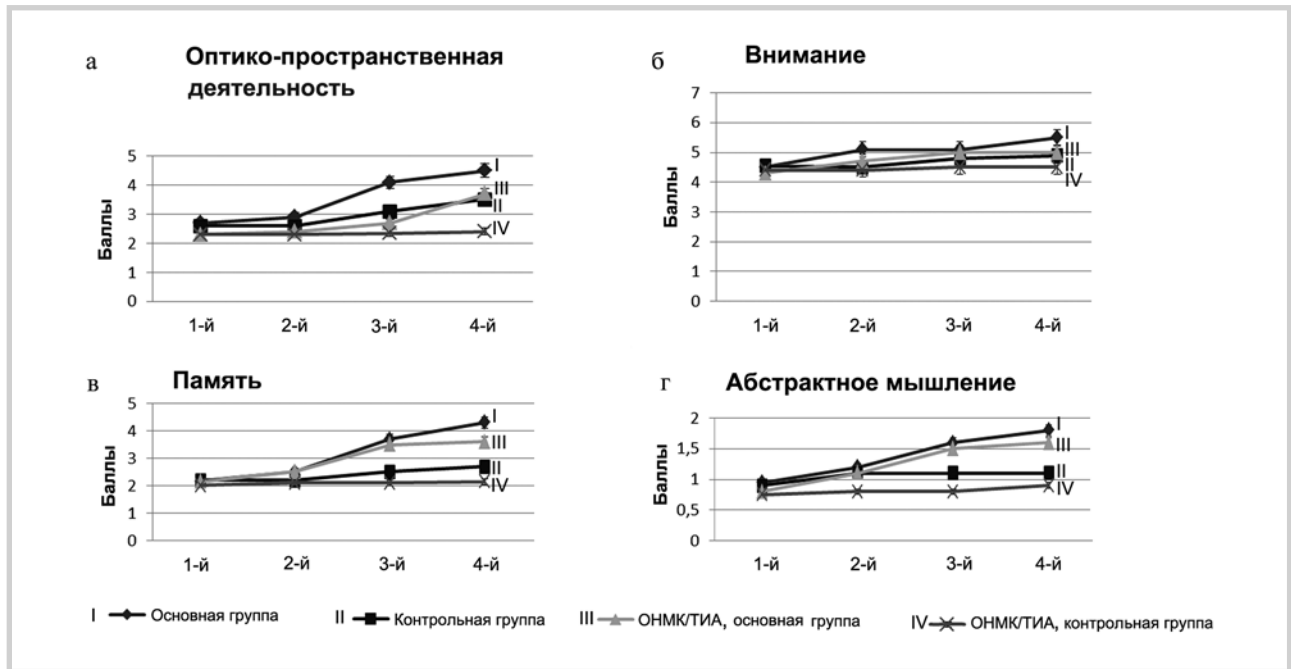 а Оптико-пространственная
деятельность
Баллы
5
4
3
2
1
0
I
III
II
IV
1-й 2-й 3-й 4-й
б Внимание
Баллы
7
6
5
4
3
2
1
0
I
III
II
IV
1-й 2-й 3-й 4-й
в Память
Баллы
5
4
3
2
1
0
I
III
II
IV
1-й 2-й 3-й 4-й
г Абстрактное мышление
Баллы
2
1,5
1
0,5
0
I
III
II
IV
1-й 2-й 3-й 4-й
I Основная группа II Контрольная группа III ОНМК/ТИА, основная группа IV ОНМК/ТИА, контрольная группа